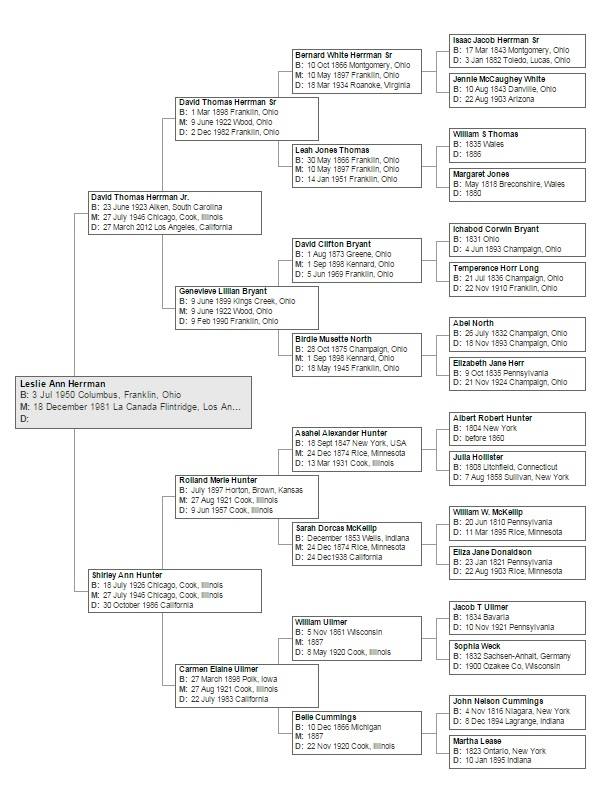 Isaac Jacob Herrman Sr
B: 17 Mar 1843 Montgomery, Ohio
D: 3 Jan 1882 Toledo, Lucas, Ohio
Bernard White Herrman Sr
B: 10 Oct 1866 Montgomery, Ohio
M: 10 May 1897 Franklin, Ohio
D: 18 Mar 1934 Roanoke, Virginia
Jennie McCaughey White
B: 10 Aug 1843 Danville, Ohio
D: 22 Aug 1903 Arizona
David Thomas Herrman Sr
B: 1 Mar 1898 Franklin, Ohio
M: 9 June 1922 Wood, Ohio
D: 2 Dec 1982 Franklin, Ohio
William S Thomas
B: 1835 Wales
D: 1886
Leah Jones Thomas
B: 30 May 1866 Franklin, Ohio
M: 10 May 1897 Franklin, Ohio
D: 14 Jan 1951 Franklin, Ohio
Margaret Jones
B: May 1818 Breconshire, Wales
D: 1880
David Thomas Herrman Jr.
B: 23 June 1923 Aiken, South Carolina
M: 27 July 1946 Chicago, Cook, Illinois
D: 27 March 2012 Los Angeles, California
Ichabod Corwin Bryant
B: 1831 Ohio
D: 4 Jun 1893 Champaign, Ohio
David Clifton Bryant
B: 1 Aug 1873 Greene, Ohio
M: 1 Sep 1898 Kennard, Ohio
D: 5 Jun 1969 Franklin, Ohio
Temperence Horr Long
B: 21 Jul 1836 Champaign, Ohio
D: 22 Nov 1910 Franklin, Ohio
Genevieve Lillian Bryant
B: 9 June 1899 Kings Creek, Ohio
M: 9 June 1922 Wood, Ohio
D: 9 Feb 1990 Franklin, Ohio
Abel North
B: 26 July 1832 Champaign, Ohio
D: 18 Nov 1893 Champaign, Ohio
Birdie Musette North
B: 28 Oct 1875 Champaign, Ohio
M: 1 Sep 1898 Kennard, Ohio
D: 18 May 1945 Franklin, Ohio
Elizabeth Jane Herr
B: 9 Oct 1835 Pennsylvania
D: 21 Nov 1924 Champaign, Ohio
Leslie Ann Herrman
B: 3 Jul 1950 Columbus, Franklin, Ohio
M: 18 December 1981 La Canada Flintridge, Los An...
D:
Albert Robert Hunter
B: 1804 New York
D: before 1860
Asahel Alexander Hunter
B: 18 Sept 1847 New York, USA
M: 24 Dec 1874 Rice, Minnesota
D: 13 Mar 1931 Cook, Illinois
Julia Hollister
B: 1808 Litchfield, Connecticut
D: 7 Aug 1858 Sullivan, New York
Rolland Merle Hunter
B: July 1897 Horton, Brown, Kansas
M: 27 Aug 1921 Cook, Illinois
D: 9 Jun 1957 Cook, Illinois
William W. McKellip
B: 20 Jun 1810 Pennsylvania
D: 11 Mar 1895 Rice, Minnesota
Sarah Dorcas McKellip
B: December 1853 Wells, Indiana
M: 24 Dec 1874 Rice, Minnesota
D: 24 Dec1938 California
Eliza Jane Donaldson
B: 23 Jan 1821 Pennsylvania
D: 22 Aug 1903 Rice, Minnesota
Shirley Ann Hunter
B: 18 July 1925 Chicago, Cook, Illinois
M: 27 July 1946 Chicago, Cook, Illinois
D: 30 October 1986 California
Jacob T Ullmer
B: 1834 Bavaria
D: 10 Nov 1921 Pennsylvania
William Ullmer
B: 5 Nov 1861 Wisconsin
M: 1887
D: 8 May 1920 Cook, Illinois
Sophia Weck
B: 1832 Sachsen-Anhalt, Germany
D: 1900 Ozakee Co, Wisconsin
Carmen Elaine Ullmer
B: 27 March 1898 Polk, Iowa
M: 27 Aug 1921 Cook, Illinois
D: 22 July 1983 California
John Nelson Cummings
B: 4 Nov 1816 Niagara, New York
D: 8 Dec 1894 Lagrange, Indiana
Belle Cummings
B: 10 Dec 1866 Michigan
M: 1887
D: 22 Nov 1920 Cook, Illinois
Martha Lease
B: 1823 Ontario, New York
D: 10 Jan 1895 Indiana